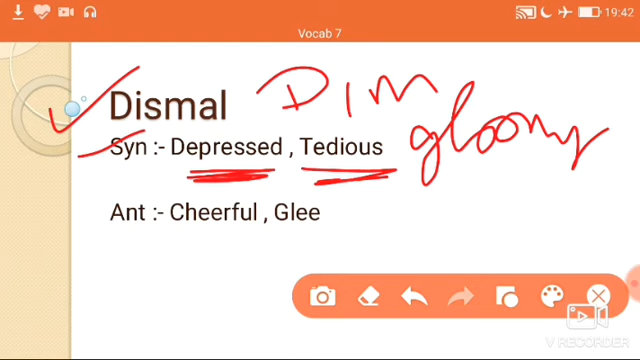 19:42
Vocab 7
Dismal Dim
Syn :- Depressed , Tedious gloomy
Ant :- Cheerful , Glee
V RECORDER